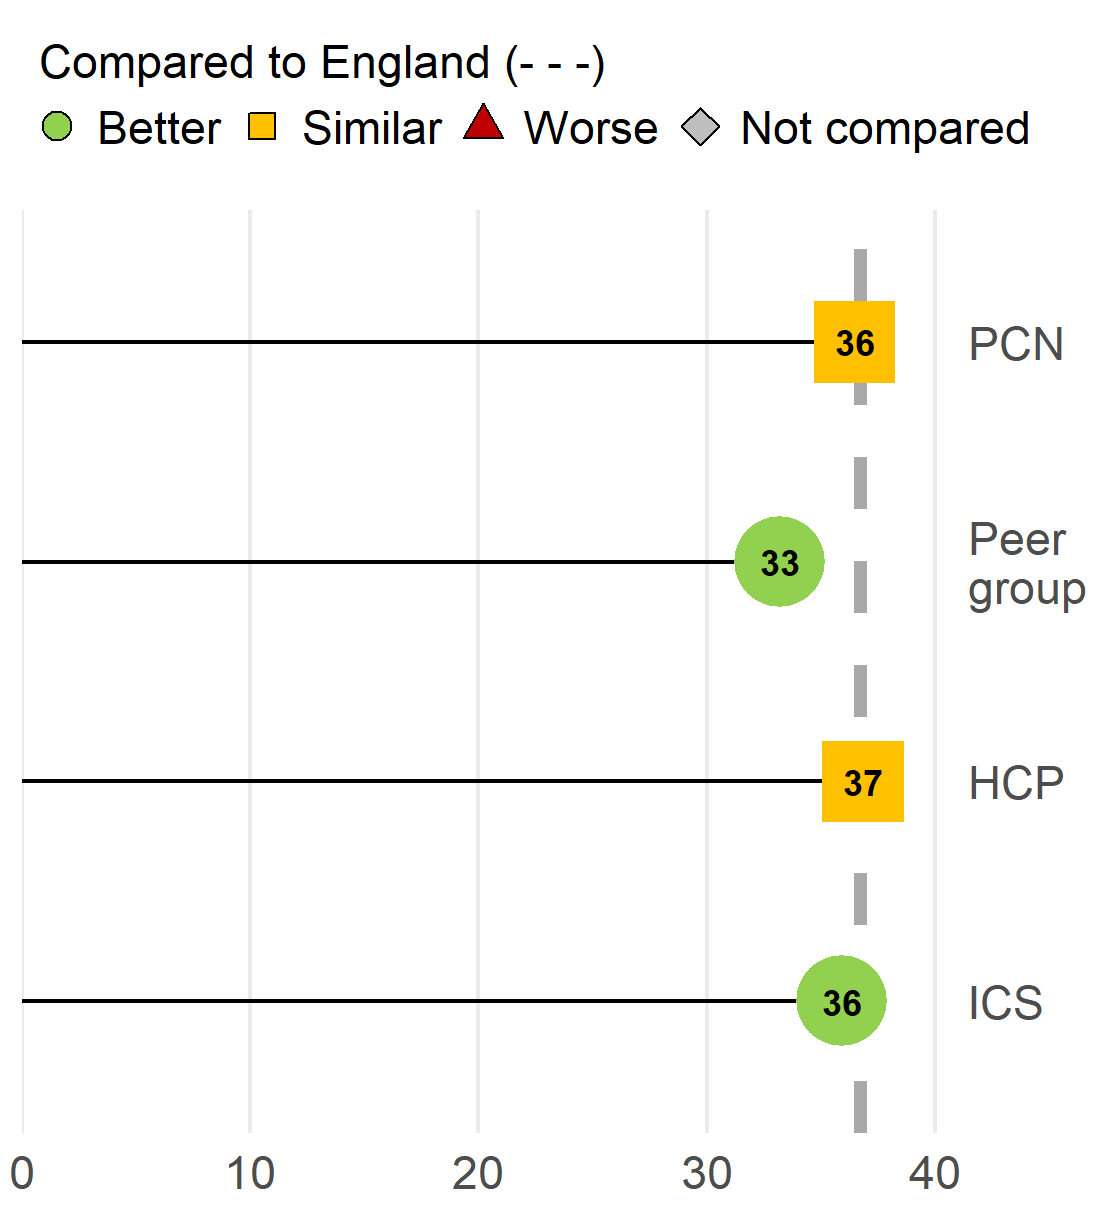 Compared to England (- - -)
Better Similar Worse Not compared
36 PCN
33 Peer
group
37 HCP
36 ICS
0 10 20 30 40